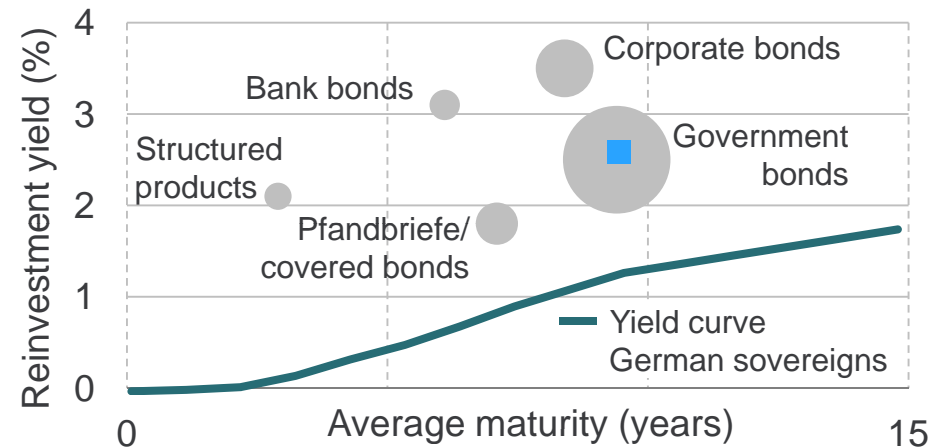 Reinvestment yield (%)
4
3
2
1
0
Corporate bonds
Bank bonds
Government
bonds
Structured
products
Pfandbriefe/
covered bonds
Yield curve
German sovereigns
0
Average maturity (years)
15